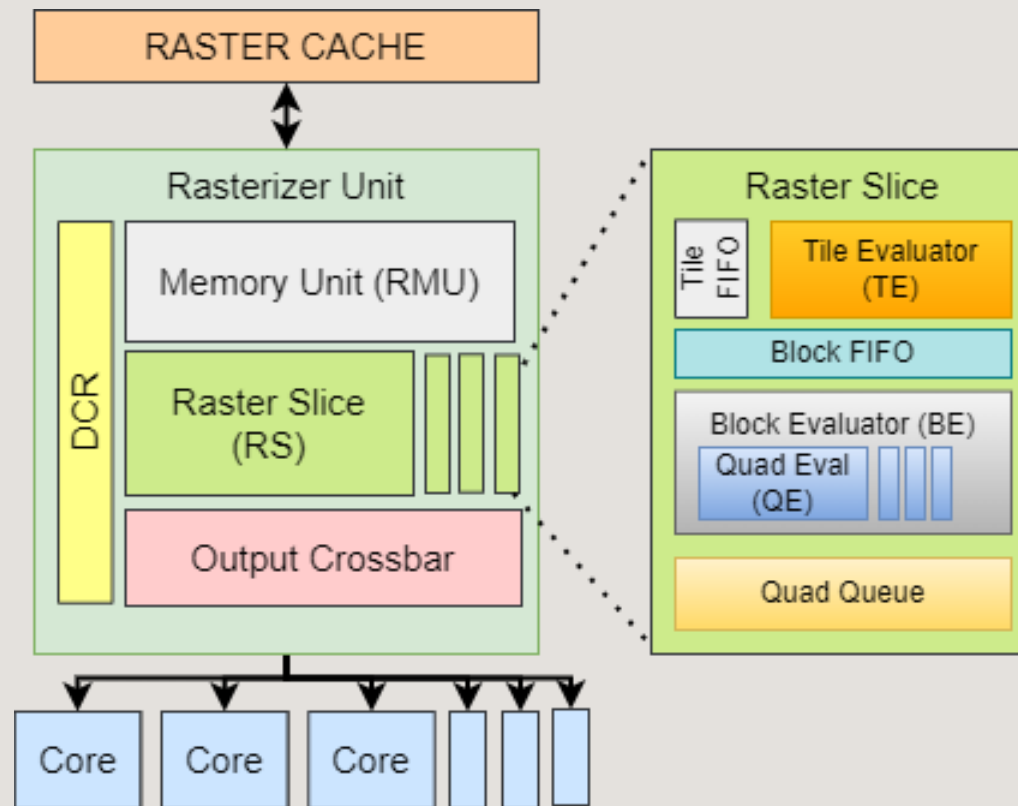 RASTER CACHE
Rasterizer Unit
DCR
Memory Unit (RMU)
Raster Slice
(RS)
Output Crossbar
Core
Core
Core
Raster Slice
Tile
FIFO
Tile Evaluator
(TE)
Block FIFO
Block Evaluator (BE)
Quad Eval
(QE)
Quad Queue